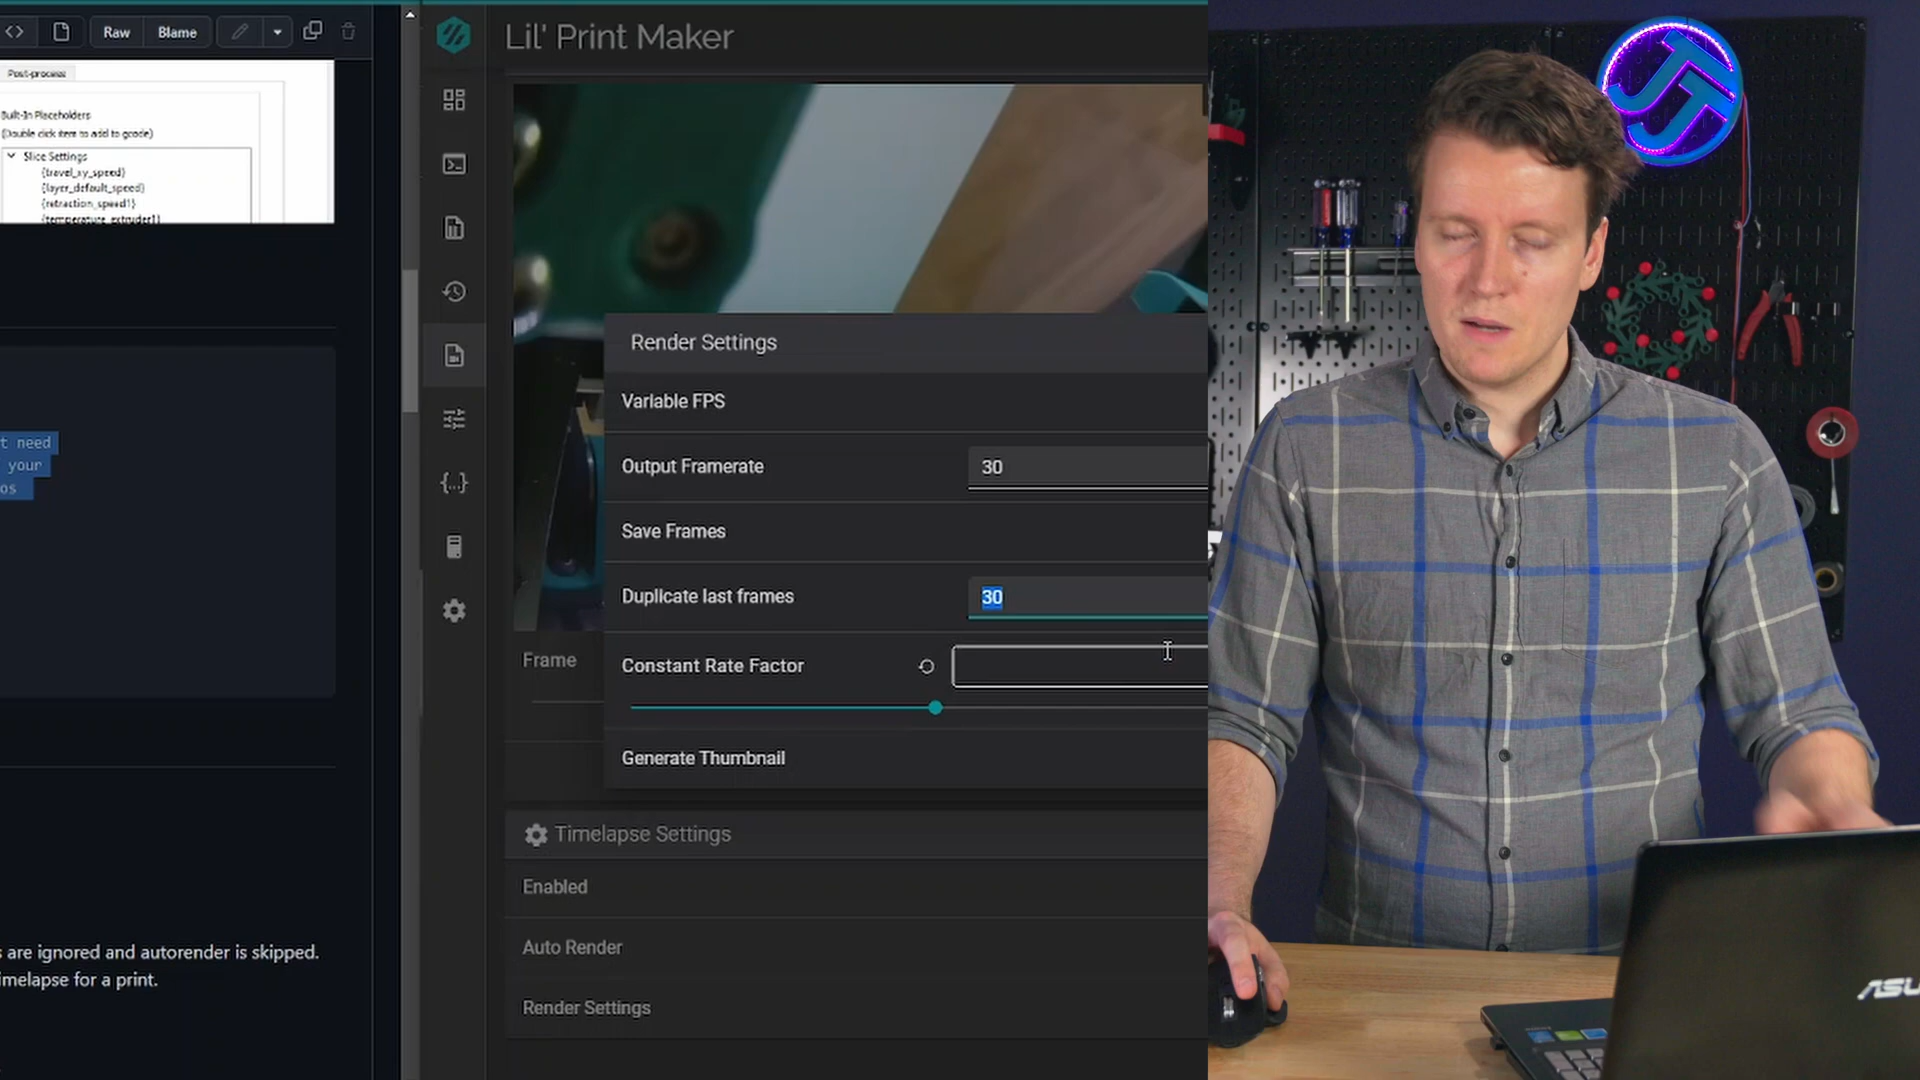 Raw
Blame
Post-process
Built-In Placeholders
(Double click item to add to gcode)
Slice Settings
{travel_xy_speed}
{layer_default_speed}
{retraction_speed1}
{temperature_extruder1}
t need
your
os
s are ignored and autorender is skipped.
imelapse for a print.
Lil' Print Maker
Render Settings
Variable FPS
Output Framerate
30
Save Frames
Duplicate last frames
30
Constant Rate Factor
Generate Thumbnail
Frame
Timelapse Settings
Enabled
Auto Render
Render Settings
JT
ASU